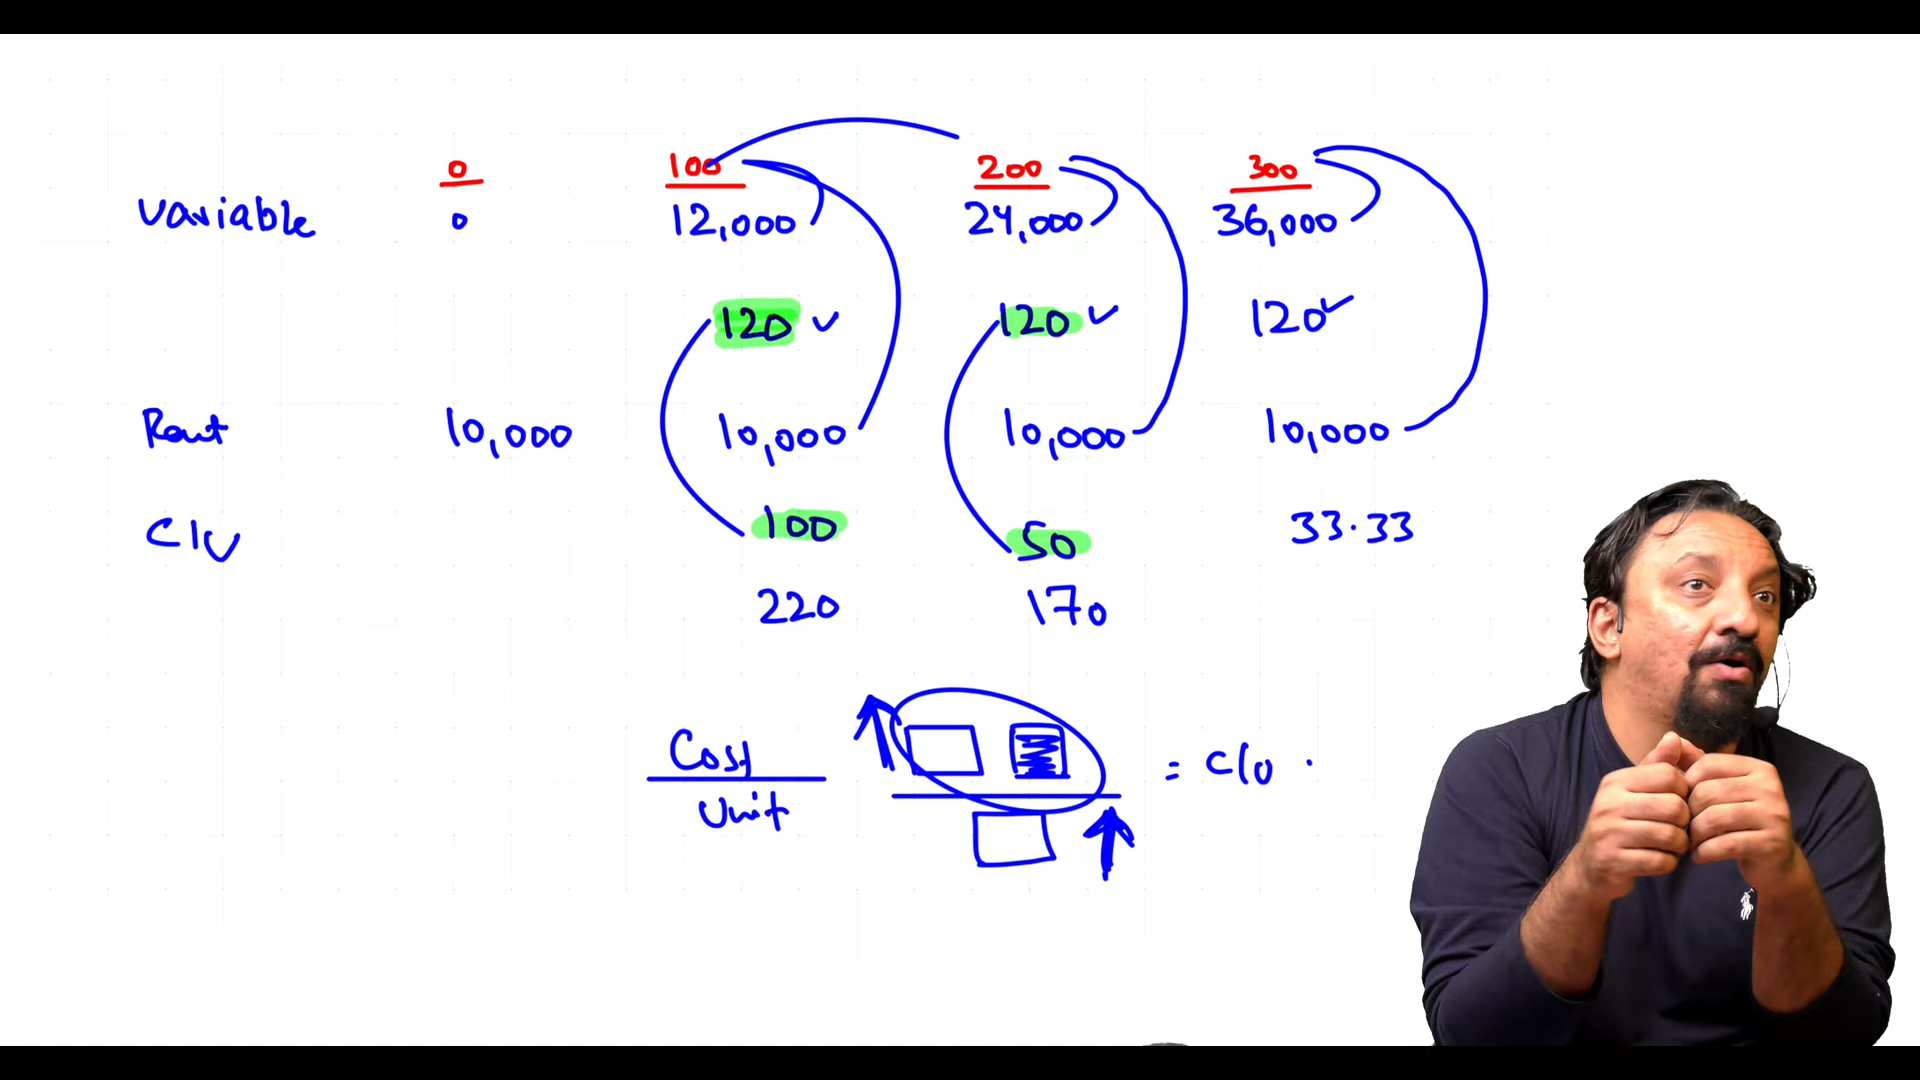 0 100 200 300
Variable 0 12,000 24,000 36,000
120 120 120
Rent 10,000 10,000 10,000 10,000
C/U 100 50 33.33
220 170
Cost
Unit
= C/U